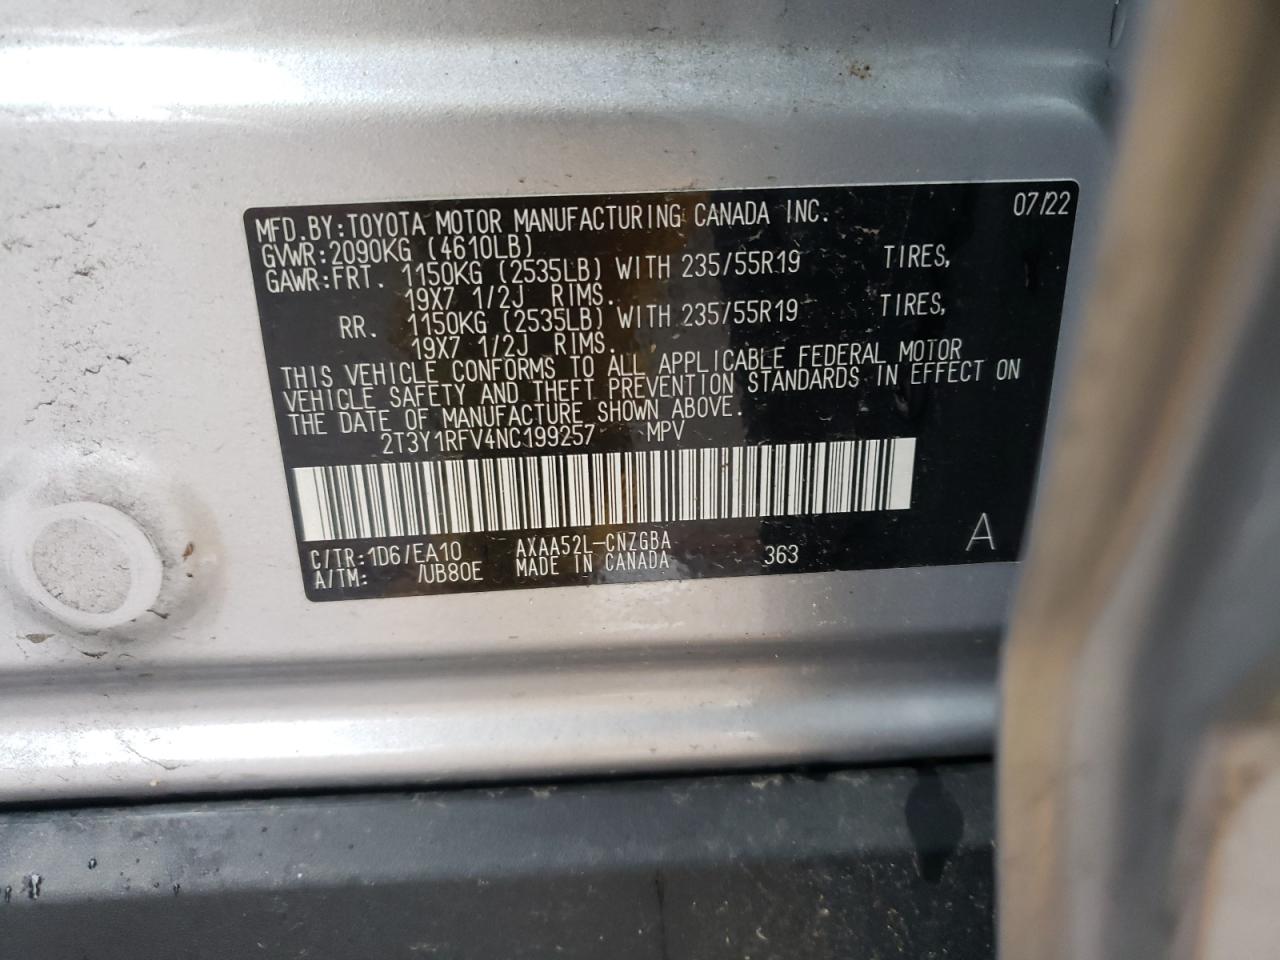 MFD.BY:TOYOTA MOTOR MANUFACTURING CANADA INC. 07/22
GVWR:2090KG (4610LB)
GAWR:FRT. 1150KG (2535LB) WITH 235/55R19 TIRES,
19X7 1/2J RIMS.
RR. 1150KG (2535LB) WITH 235/55R19 TIRES,
19X7 1/2J RIMS.
THIS VEHICLE CONFORMS TO ALL APPLICABLE FEDERAL MOTOR
VEHICLE SAFETY AND THEFT PREVENTION STANDARDS IN EFFECT ON
THE DATE OF MANUFACTURE SHOWN ABOVE.
2T3Y1RFV4NC199257 MPV
C/TR:1D6/EA10 AXAA52L-CNZGBA 363 A
A/TM: /UB80E MADE IN CANADA